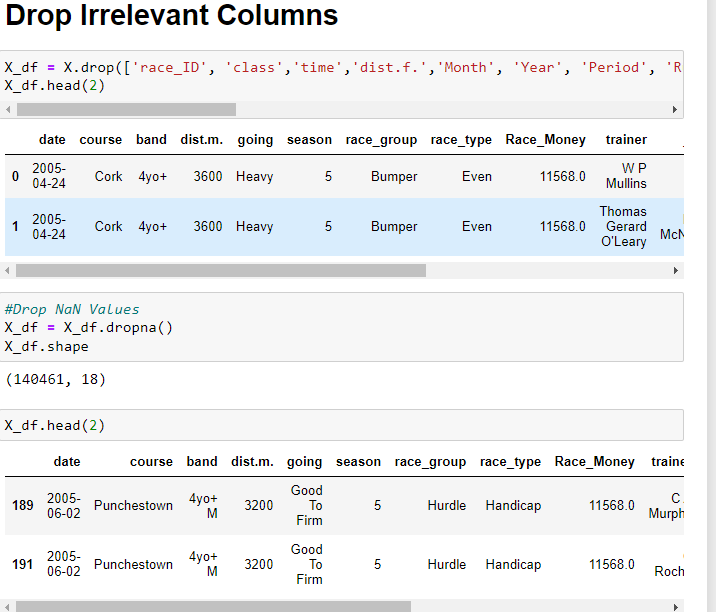 Drop Irrelevant Columns
X_df = X.drop(['race_ID', 'class','time','dist.f.','Month', 'Year', 'Period', 'R
X_df.head(2)
date course band dist.m. going season race_group race_type Race_Money trainer
0 2005-04-24 Cork 4yo+ 3600 Heavy 5 Bumper Even 11568.0 W P Mullins
1 2005-04-24 Cork 4yo+ 3600 Heavy 5 Bumper Even 11568.0 Thomas Gerard O'Leary McN
#Drop NaN Values
X_df = X_df.dropna()
X_df.shape
(140461, 18)
X_df.head(2)
date course band dist.m. going season race_group race_type Race_Money traine
189 2005-06-02 Punchestown 4yo+ M 3200 Good To Firm 5 Hurdle Handicap 11568.0 C Murph
191 2005-06-02 Punchestown 4yo+ M 3200 Good To Firm 5 Hurdle Handicap 11568.0 Roch